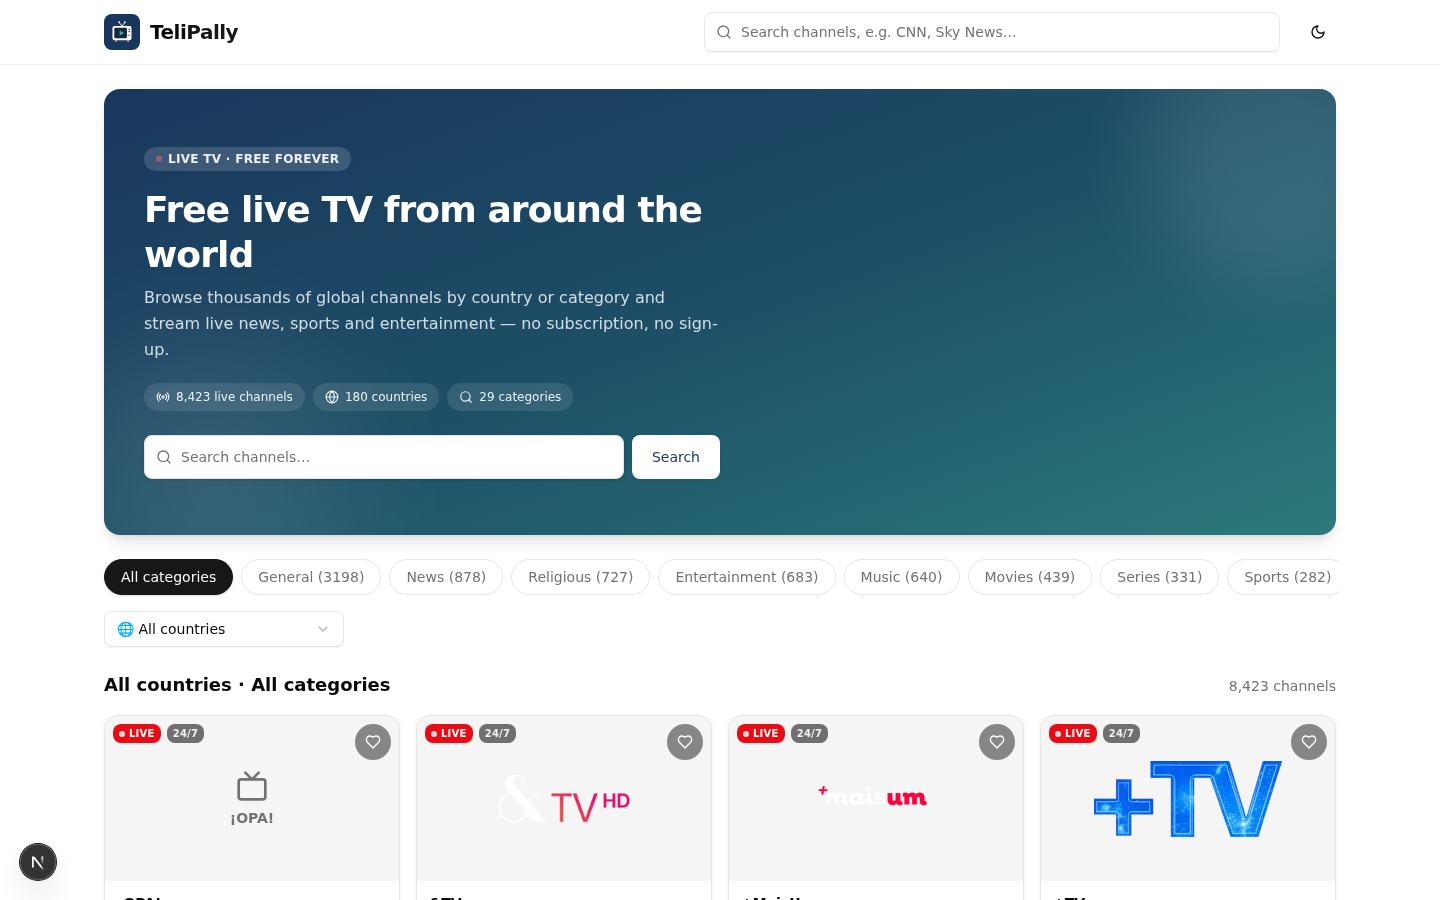 TeliPally
Search channels, e.g. CNN, Sky News...
LIVE TV · FREE FOREVER
Free live TV from around the
world
Browse thousands of global channels by country or category and
stream live news, sports and entertainment — no subscription, no sign-
up.
8,423 live channels
180 countries
29 categories
Search channels...
Search
All categories
General (3198)
News (878)
Religious (727)
Entertainment (683)
Music (640)
Movies (439)
Series (331)
Sports (282)
All countries
All countries · All categories
8,423 channels
LIVE 24/7
¡OPA!
LIVE 24/7
& TV HD
LIVE 24/7
+maisum
LIVE 24/7
+TV
N